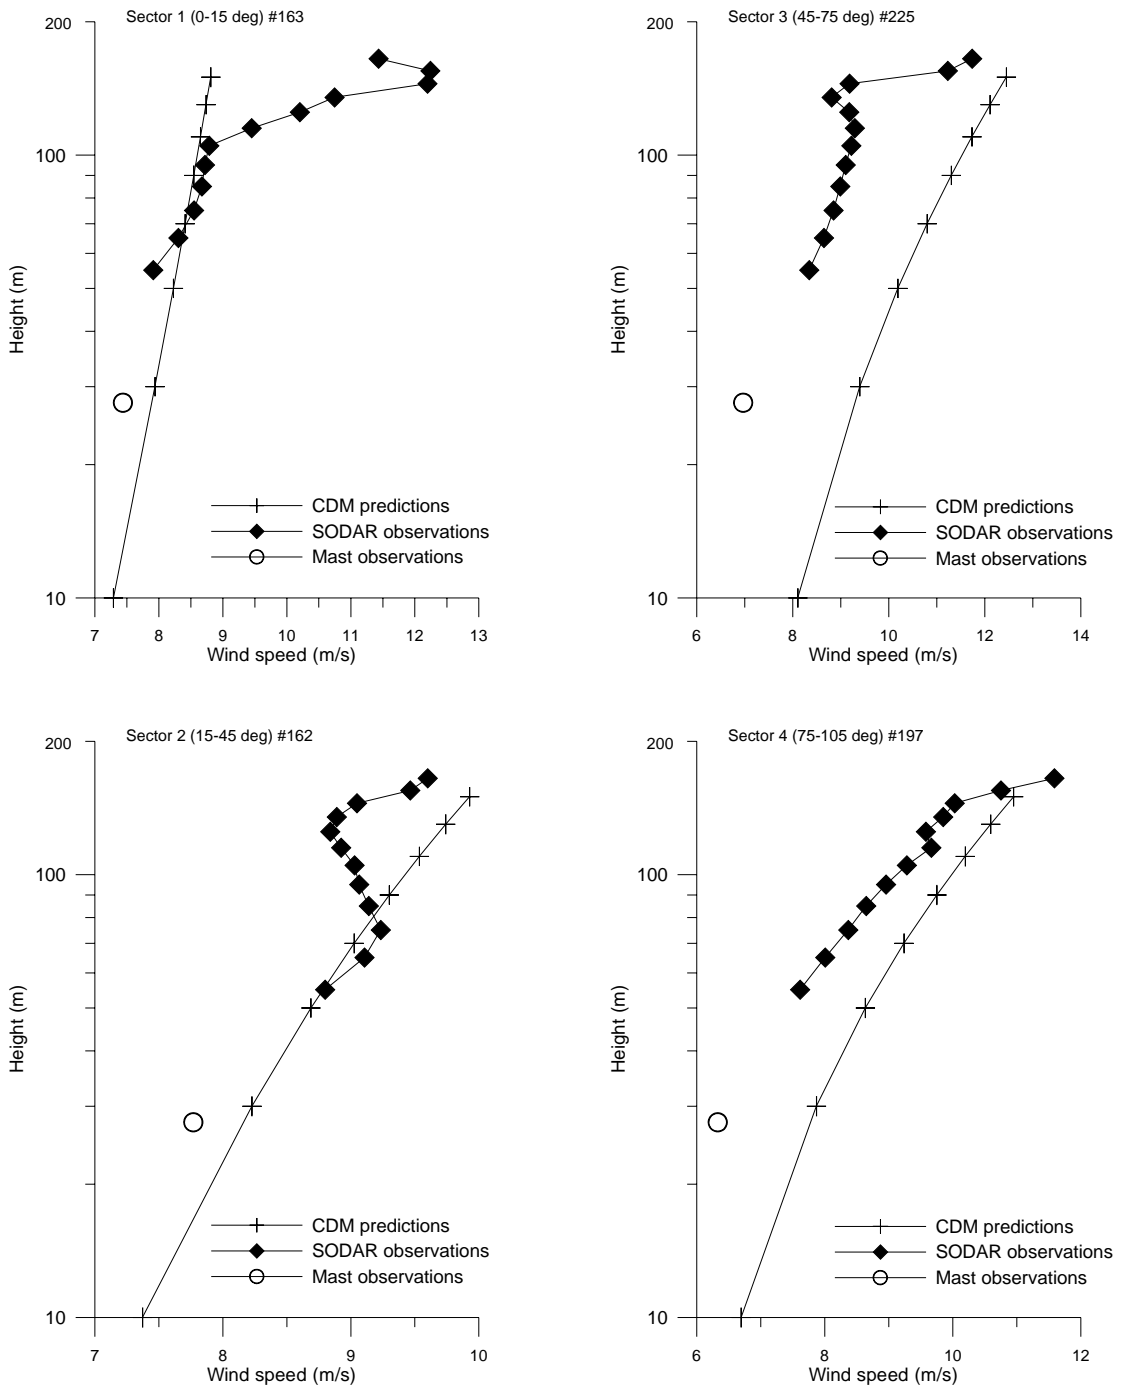 Sector 1 (0-15 deg) #163
200
100
10
Height (m)
CDM predictions
SODAR observations
Mast observations
7 8 9 10 11 12 13
Wind speed (m/s)
Sector 3 (45-75 deg) #225
200
100
10
Height (m)
CDM predictions
SODAR observations
Mast observations
6 8 10 12 14
Wind speed (m/s)
Sector 2 (15-45 deg) #162
200
100
10
Height (m)
CDM predictions
SODAR observations
Mast observations
7 8 9 10
Wind speed (m/s)
Sector 4 (75-105 deg) #197
200
100
10
Height (m)
CDM predictions
SODAR observations
Mast observations
6 8 10 12
Wind speed (m/s)